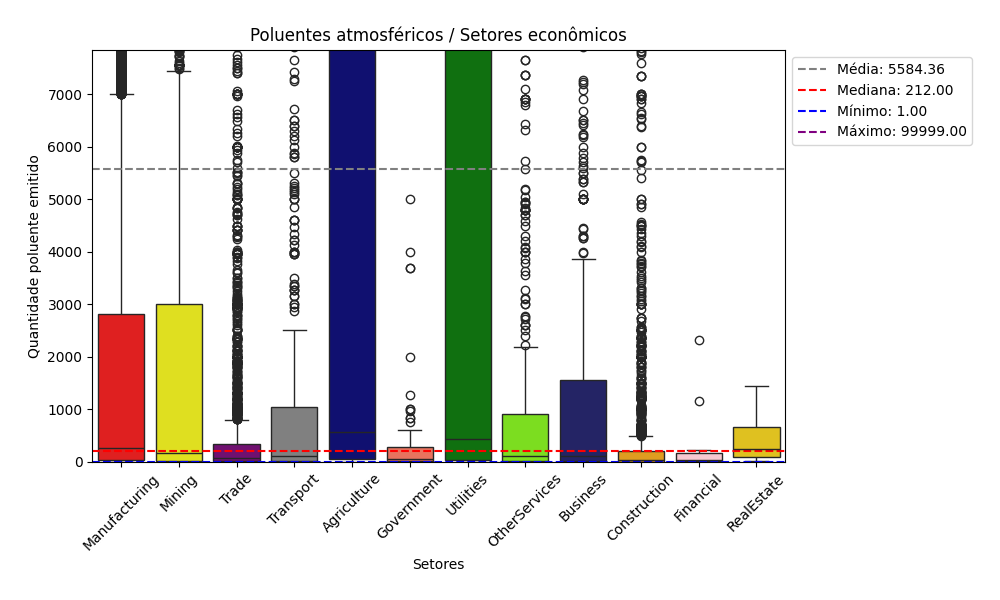 Poluentes atmosféricos / Setores econômicos
Média: 5584.36
Mediana: 212.00
Mínimo: 1.00
Máximo: 99999.00
Quantidade poluente emitido
7000
6000
5000
4000
3000
2000
1000
0
Manufacturing
Mining
Trade
Transport
Agriculture
Government
Utilities
OtherServices
Business
Construction
Financial
RealEstate
Setores